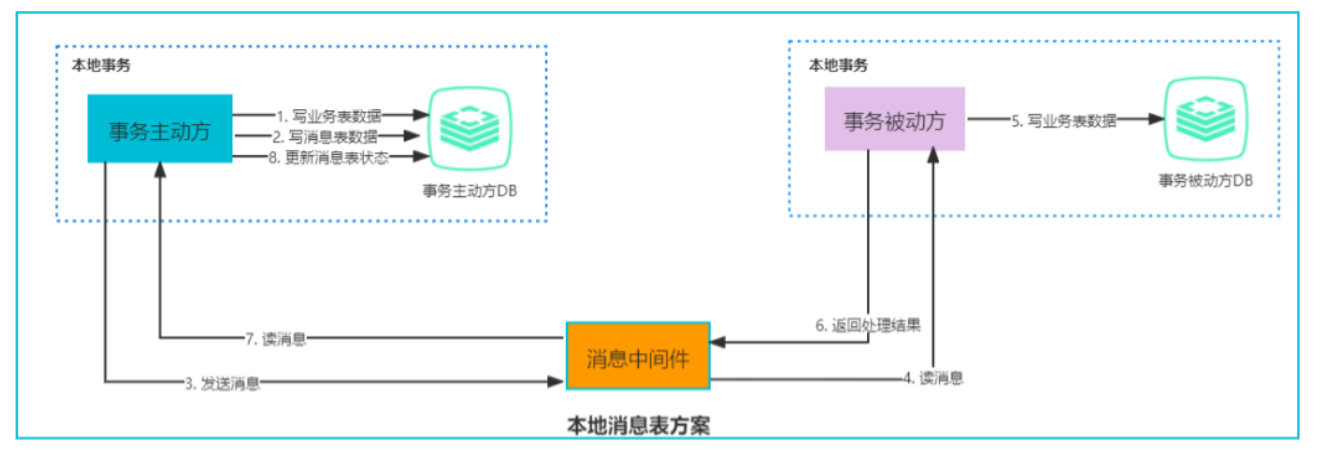 本地事务
事务主动方
1. 写业务表数据
2. 写消息表数据
8. 更新消息表状态
事务主动方DB
本地事务
事务被动方
5. 写业务表数据
事务被动方DB
6. 返回处理结果
7. 读消息
消息中间件
3. 发送消息
4. 读消息
本地消息表方案